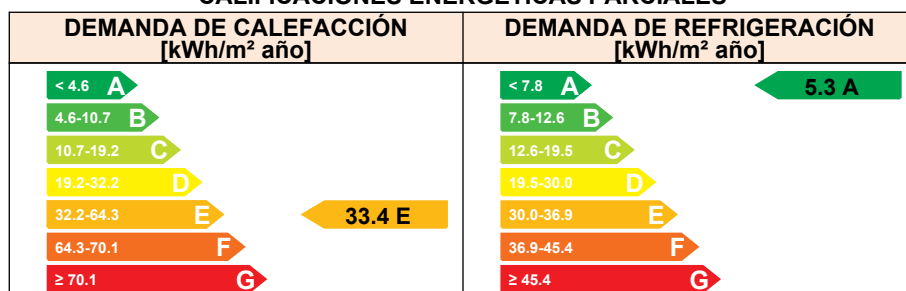 CALIFICACIONES ENERGÉTICAS PARCIALES
DEMANDA DE CALEFACCIÓN
[kWh/m² año]
DEMANDA DE REFRIGERACIÓN
[kWh/m² año]
< 4.6 A
4.6-10.7 B
10.7-19.2 C
19.2-32.2 D
32.2-64.3 E
33.4 E
64.3-70.1 F
≥ 70.1 G
< 7.8 A
5.3 A
7.8-12.6 B
12.6-19.5 C
19.5-30.0 D
30.0-36.9 E
36.9-45.4 F
≥ 45.4 G